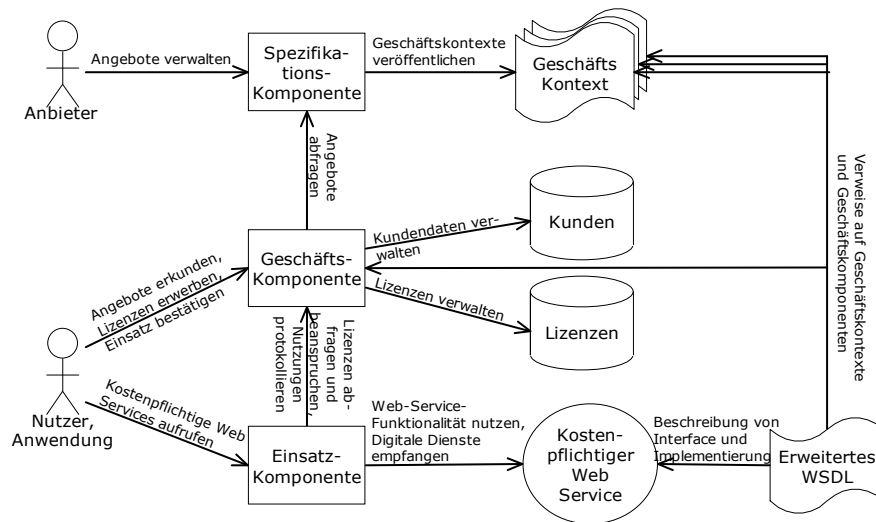 Angebote verwalten
Anbieter
Spezifika-
tions-
Komponente
Geschäftskontexte
veröffentlichen
Geschäfts
Kontext
Angebote
abfragen
Verweise auf Geschäftskontexte
und Geschäftskomponenten
Kundendaten ver-
walten
Kunden
Geschäfts-
Komponente
Angebote erkunden,
Lizenzen erwerben,
Einsatz bestätigen
Lizenzen verwalten
Lizenzen
Lizenzen ab-
fragen und
beanspruchen,
Nutzungen
protokollieren
Nutzer,
Anwendung
Kostenpflichtige Web
Services aufrufen
Einsatz-
Komponente
Web-Service-
Funktionalität nutzen,
Digitale Dienste
empfangen
Kosten-
pflichtiger
Web
Service
Beschreibung von
Interface und
Implementierung
Erweitertes
WSDL